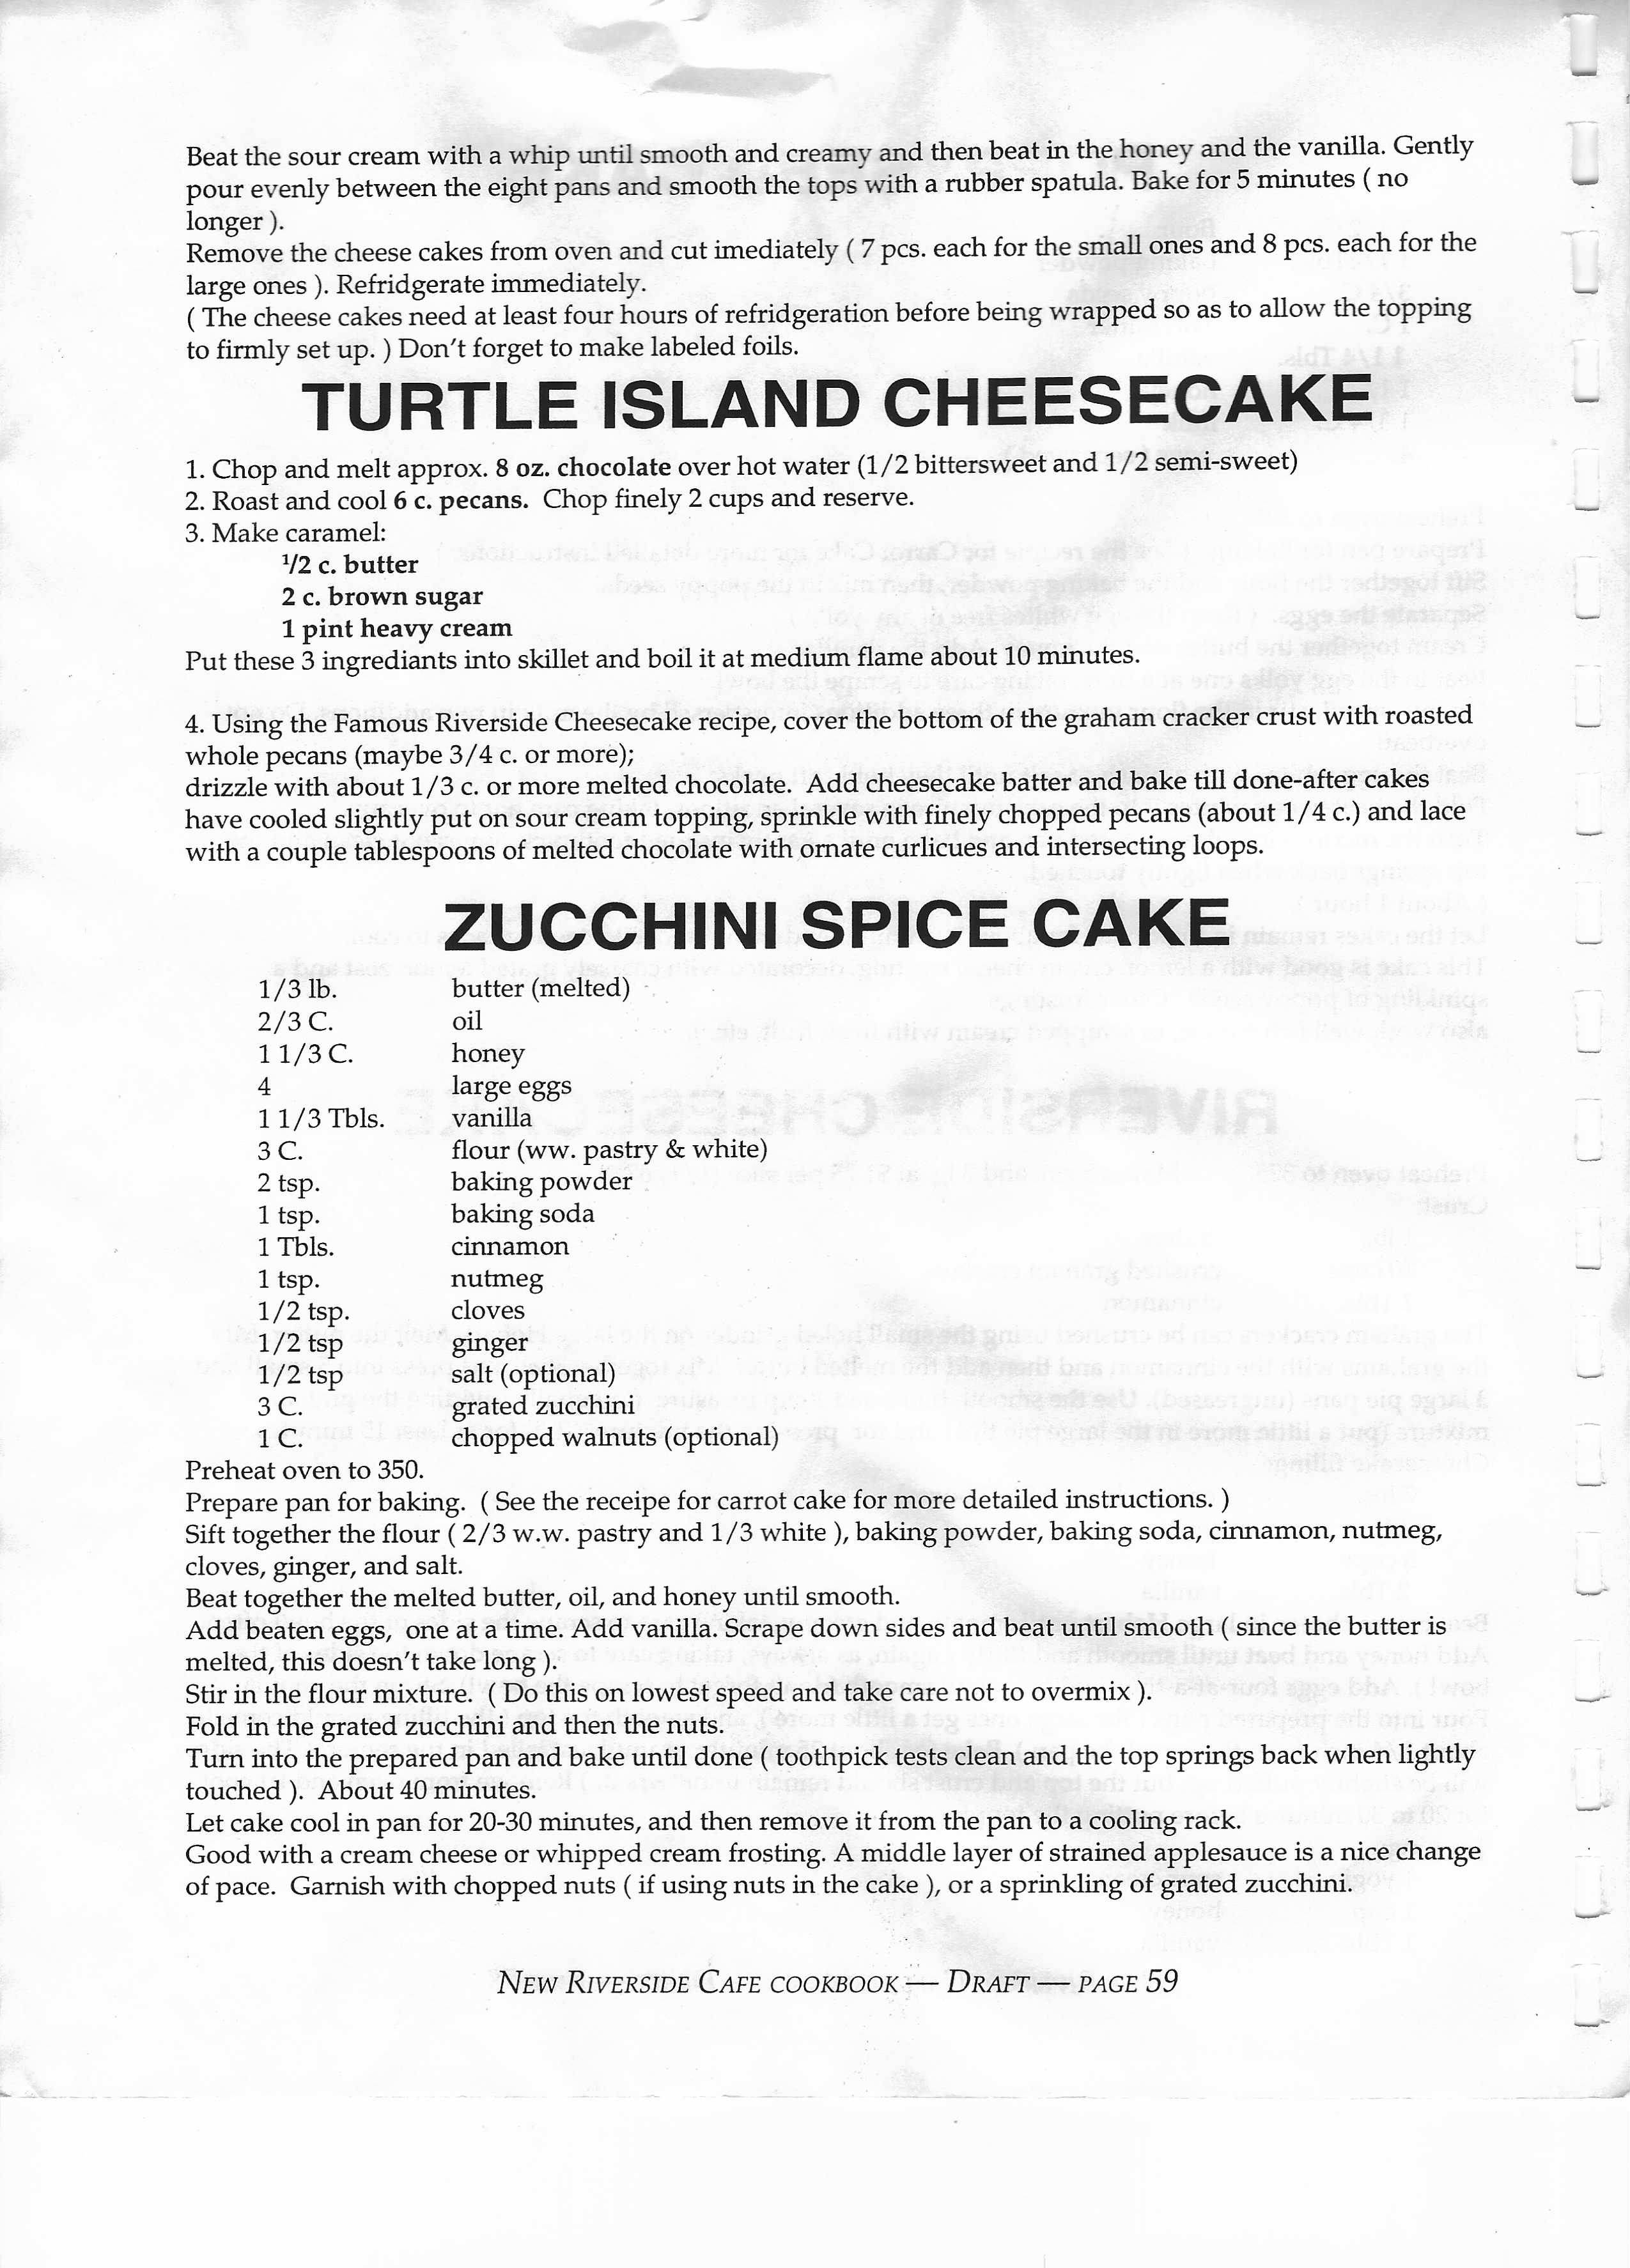 Beat the sour cream with a whip until smooth and creamy and then beat in the honey and the vanilla. Gently
pour evenly between the eight pans and smooth the tops with a rubber spatula. Bake for 5 minutes ( no
longer ).
Remove the cheese cakes from oven and cut imediately ( 7 pcs. each for the small ones and 8 pcs. each for the
large ones ). Refridgerate immediately.
( The cheese cakes need at least four hours of refridgeration before being wrapped so as to allow the topping
to firmly set up. ) Don't forget to make labeled foils.
TURTLE ISLAND CHEESECAKE
1. Chop and melt approx. 8 oz. chocolate over hot water (1/2 bittersweet and 1/2 semi-sweet)
2. Roast and cool 6 c. pecans. Chop finely 2 cups and reserve.
3. Make caramel:
1/2 c. butter
2 c. brown sugar
1 pint heavy cream
Put these 3 ingrediants into skillet and boil it at medium flame about 10 minutes.
4. Using the Famous Riverside Cheesecake recipe, cover the bottom of the graham cracker crust with roasted
whole pecans (maybe 3/4 c. or more);
drizzle with about 1/3 c. or more melted chocolate. Add cheesecake batter and bake till done-after cakes
have cooled slightly put on sour cream topping, sprinkle with finely chopped pecans (about 1/4 c.) and lace
with a couple tablespoons of melted chocolate with ornate curlicues and intersecting loops.
ZUCCHINI SPICE CAKE
1/3 lb. butter (melted)
2/3 C. oil
1 1/3 C. honey
4 large eggs
1 1/3 Tbls. vanilla
3 C. flour (ww. pastry & white)
2 tsp. baking powder
1 tsp. baking soda
1 Tbls. cinnamon
1 tsp. nutmeg
1/2 tsp. cloves
1/2 tsp ginger
1/2 tsp salt (optional)
3 C. grated zucchini
1 C. chopped walnuts (optional)
Preheat oven to 350.
Prepare pan for baking. ( See the receipe for carrot cake for more detailed instructions. )
Sift together the flour ( 2/3 w.w. pastry and 1/3 white ), baking powder, baking soda, cinnamon, nutmeg,
cloves, ginger, and salt.
Beat together the melted butter, oil, and honey until smooth.
Add beaten eggs, one at a time. Add vanilla. Scrape down sides and beat until smooth ( since the butter is
melted, this doesn't take long ).
Stir in the flour mixture. ( Do this on lowest speed and take care not to overmix ).
Fold in the grated zucchini and then the nuts.
Turn into the prepared pan and bake until done ( toothpick tests clean and the top springs back when lightly
touched ). About 40 minutes.
Let cake cool in pan for 20-30 minutes, and then remove it from the pan to a cooling rack.
Good with a cream cheese or whipped cream frosting. A middle layer of strained applesauce is a nice change
of pace. Garnish with chopped nuts ( if using nuts in the cake ), or a sprinkling of grated zucchini.
NEW RIVERSIDE CAFE COOKBOOK — DRAFT — PAGE 59